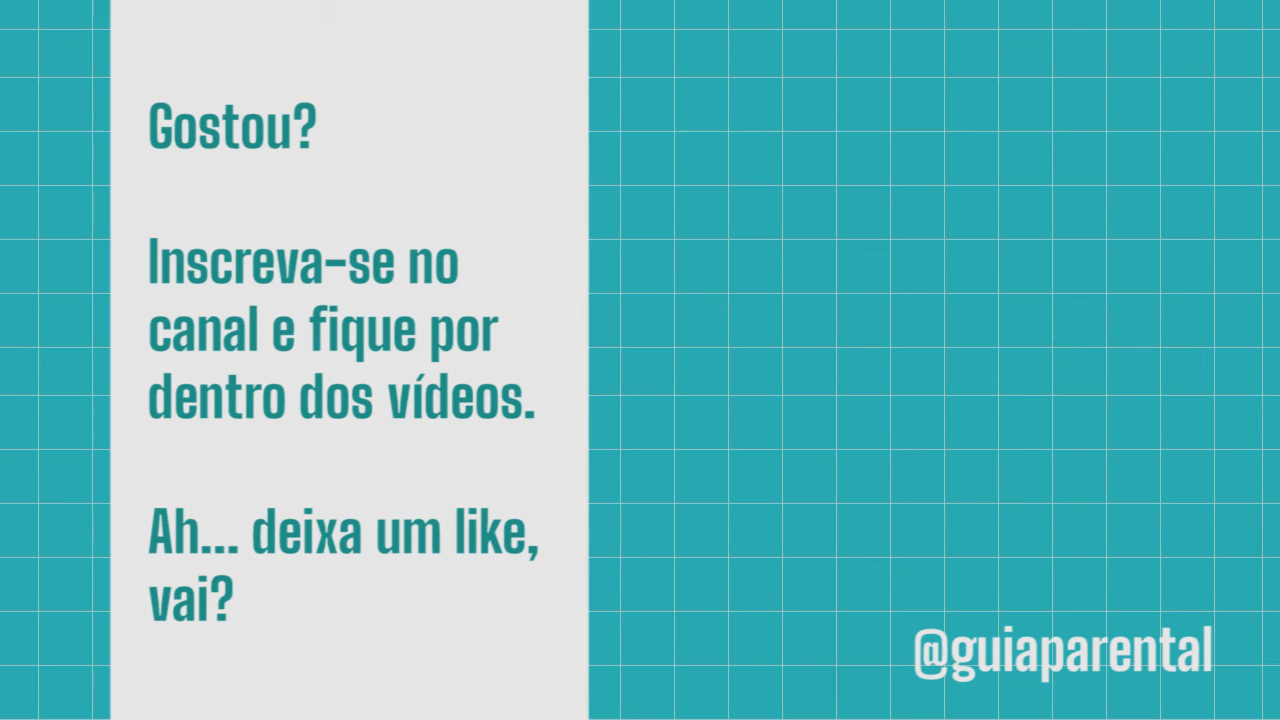 Gostou?
Inscreva-se no
canal e fique por
dentro dos vídeos.
Ah... deixa um like,
vai?
@guiaparental